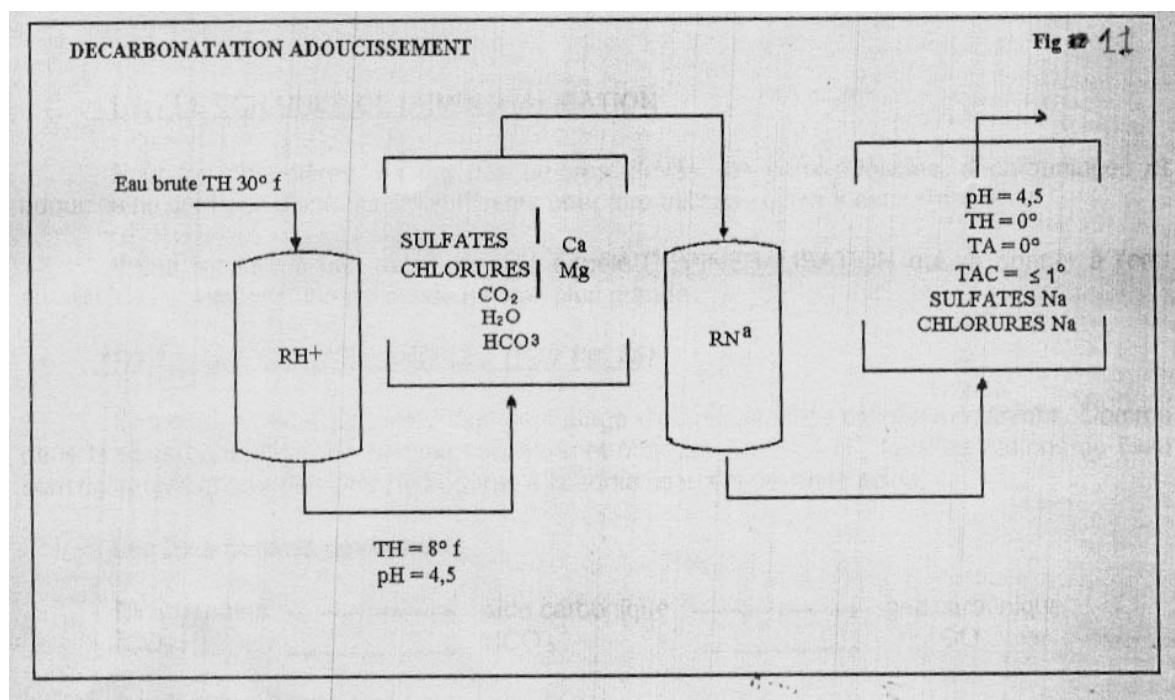 DECARBONATATION ADOUCISSEMENT
Fig 11
Eau brute TH 30° f
RH+
SULFATES
CHLORURES
CO2
H2O
HCO3
Ca
Mg
TH = 8° f
pH = 4,5
RNa
pH = 4,5
TH = 0°
TA = 0°
TAC = ≤ 1°
SULFATES Na
CHLORURES Na